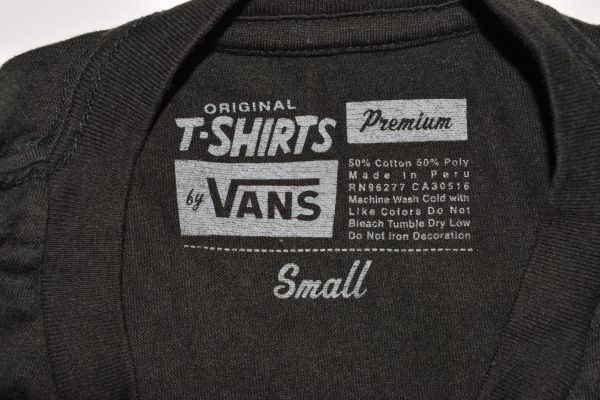 ORIGINAL
T-SHIRTS
by VANS
Premium
50% Cotton 50% Poly
Made in Peru
RN96277 CA30516
Machine Wash Cold with
Like Colors Do Not
Bleach Tumble Dry Low
Do Not Iron Decoration
Small